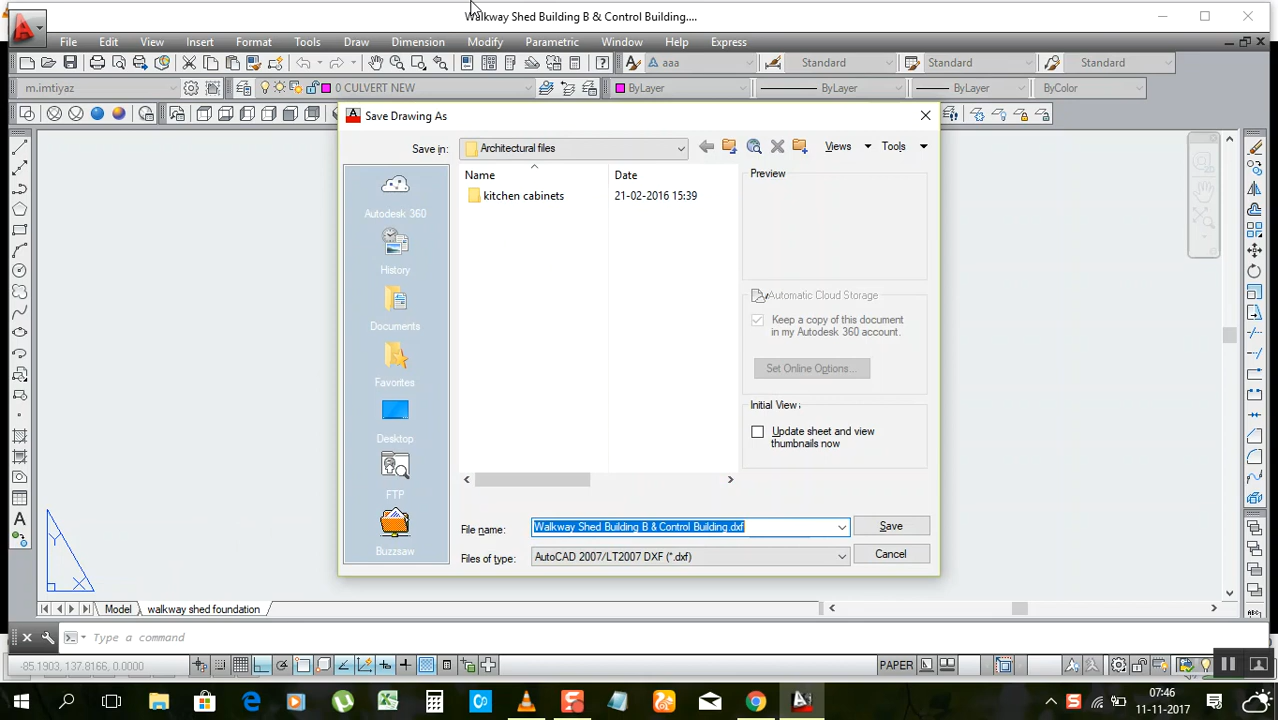 Walkway Shed Building B & Control Building....
File Edit View Insert Format Tools Draw Dimension Modify Parametric Window Help Express
aaa Standard Standard Standard
m.imtiyaz 0 CULVERT NEW ByLayer ByLayer ByLayer ByColor
Save Drawing As
Save in: Architectural files Views Tools
Name Date Preview
kitchen cabinets 21-02-2016 15:39
Autodesk 360
History
Documents
Favorites
Desktop
FTP
Buzzsaw
Automatic Cloud Storage
Keep a copy of this document
in my Autodesk 360 account.
Set Online Options...
Initial View
Update sheet and view
thumbnails now
File name: Walkway Shed Building B & Control Building.dxf Save
Files of type: AutoCAD 2007/LT2007 DXF (*.dxf) Cancel
Y
X
Model walkway shed foundation
Type a command
-85.1903, 137.8166, 0.0000 PAPER
07:46
11-11-2017